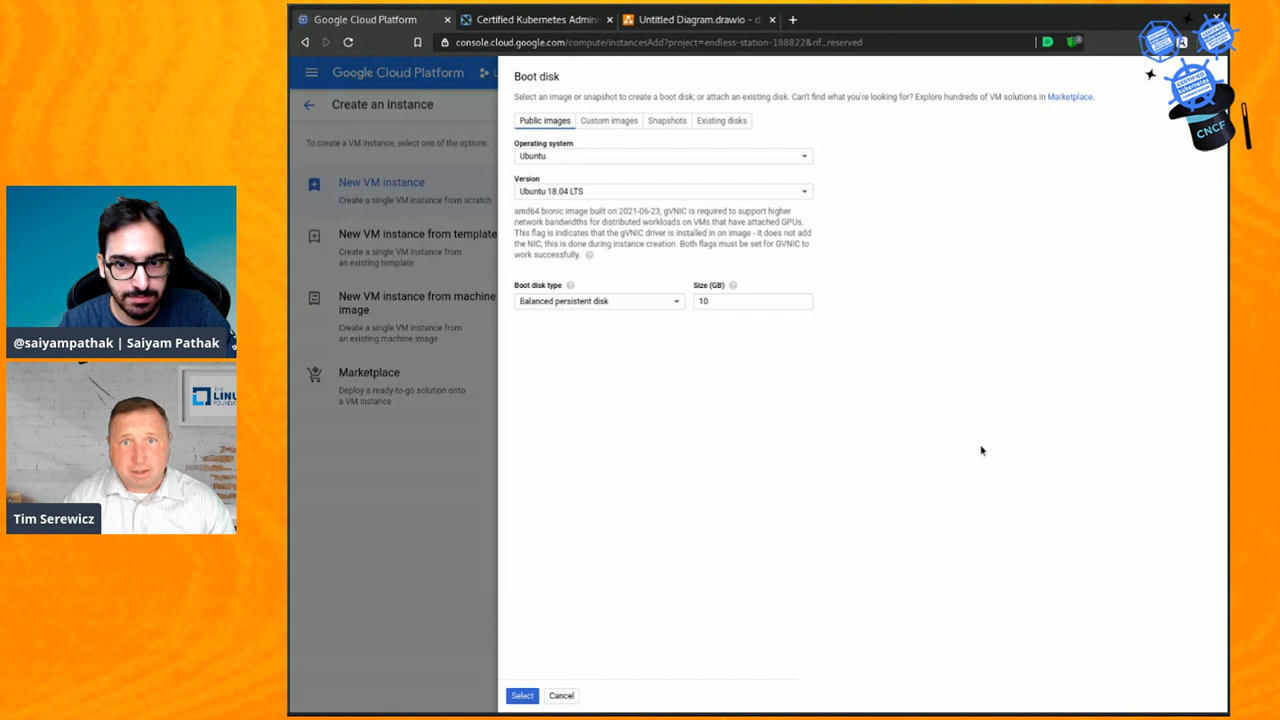 Google Cloud Platform
Certified Kubernetes Admin
Untitled Diagram.drawio - d
console.cloud.google.com/compute/instancesAdd?project=endless-station-188822&rif_reserved
CERTIFIED
kubernetes
ADMINISTRATOR
CNCF
Google Cloud Platform
Create an instance
To create a VM instance, select one of the options:
New VM instance
Create a single VM instance from scratch
New VM instance from template
Create a single VM instance from
an existing template
New VM instance from machine
image
Create a single VM instance from
an existing machine image
Marketplace
Deploy a ready-to-go solution onto
a VM instance
Boot disk
Select an image or snapshot to create a boot disk; or attach an existing disk. Can't find what you're looking for? Explore hundreds of VM solutions in Marketplace.
Public images
Custom images
Snapshots
Existing disks
Operating system
Ubuntu
Version
Ubuntu 18.04 LTS
amd64 bionic image built on 2021-06-23, gVNIC is required to support higher
network bandwidths for distributed workloads on VMs that have attached GPUs.
This flag is indicates that the gVNIC driver is installed in on image - it does not add
the NIC; this is done during instance creation. Both flags must be set for GVNIC to
work successfully.
Boot disk type
Size (GB)
Balanced persistent disk
10
Select
Cancel
@saiyampathak | Saiyam Pathak
THE
LINU
FOUNDA
Tim Serewicz